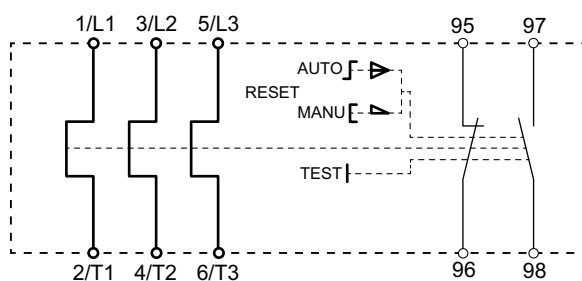 1/L1 3/L2 5/L3 95 97
AUTO
RESET
MANU
TEST
2/T1 4/T2 6/T3 96 98